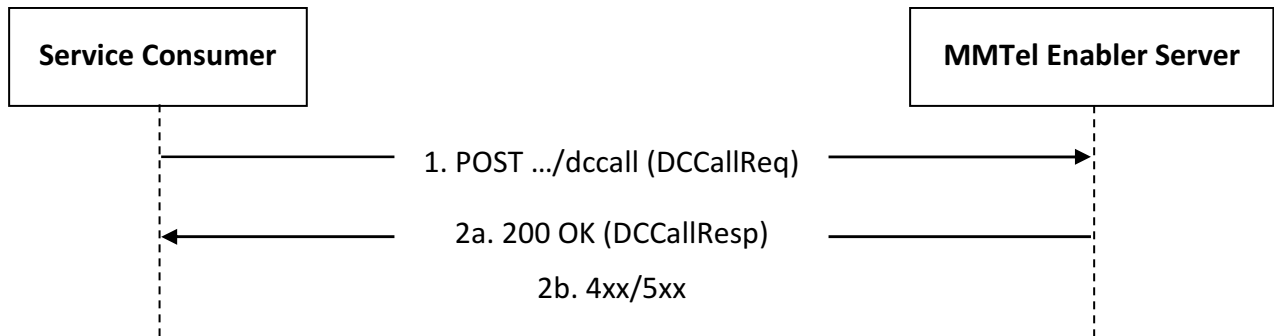 Service Consumer
MMTel Enabler Server
1. POST .../dccall (DCCallReq)
2a. 200 OK (DCCallResp)
2b. 4xx/5xx